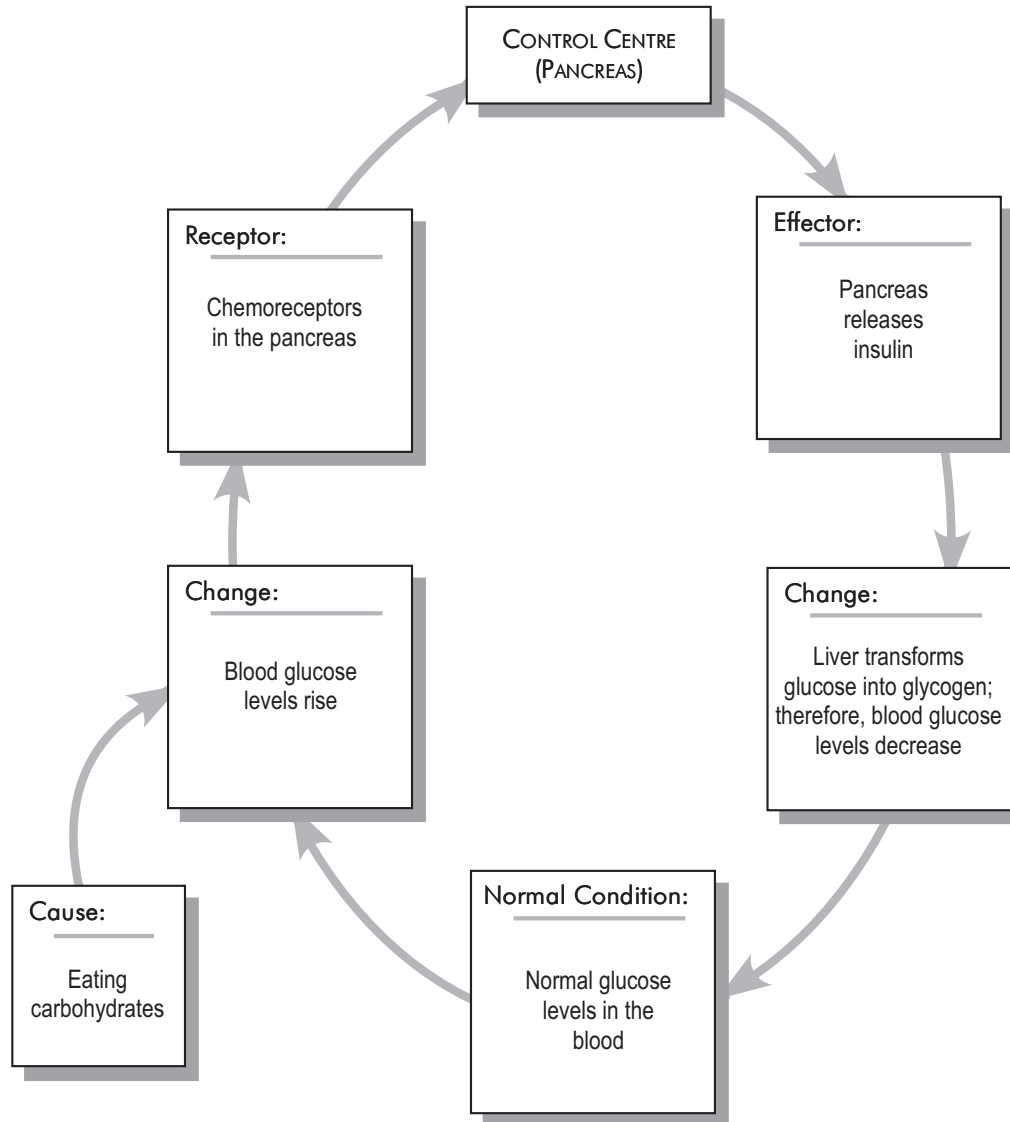 CONTROL CENTRE
(PANCREAS)
Receptor:
Chemoreceptors
in the pancreas
Effector:
Pancreas
releases
insulin
Change:
Blood glucose
levels rise
Change:
Liver transforms
glucose into glycogen;
therefore, blood glucose
levels decrease
Cause:
Eating
carbohydrates
Normal Condition:
Normal glucose
levels in the
blood